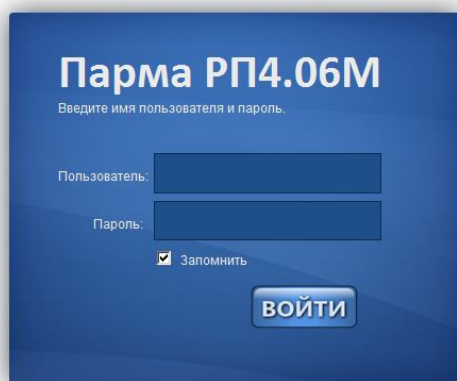 Парма РП4.06М
Введите имя пользователя и пароль.
Пользователь:
Пароль:
Запомнить
ВОЙТИ